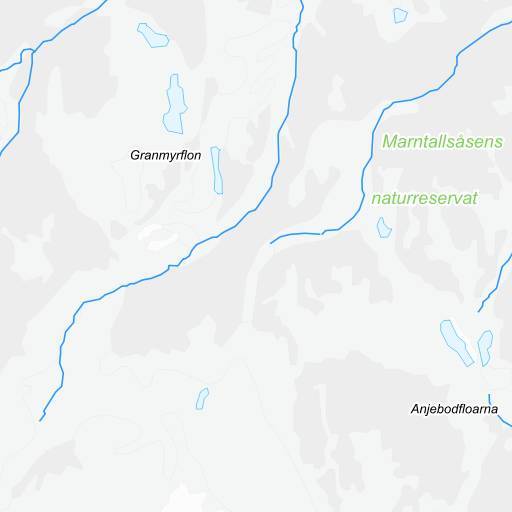 Granmyrflon
Marntallsåsens
naturreservat
Anjebodfloarna